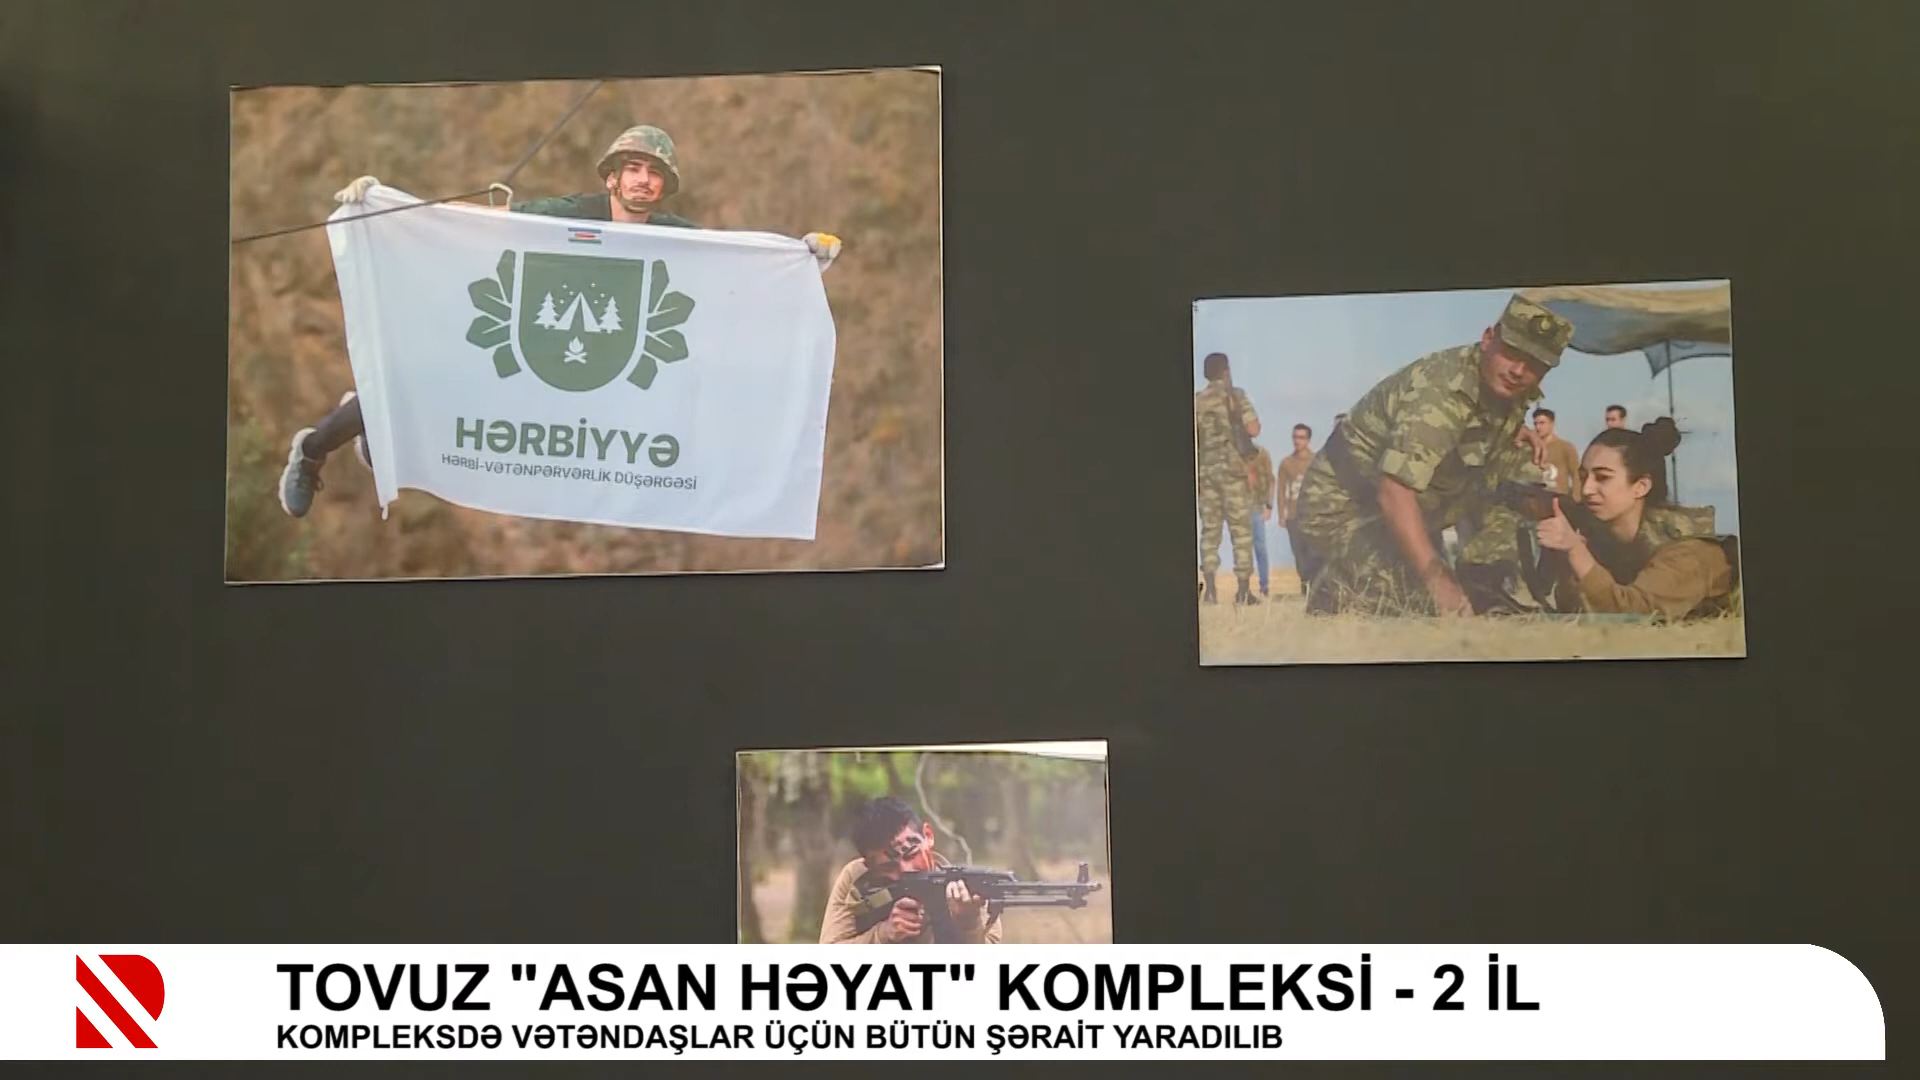 HƏRBİYYƏ
HƏRBİ-VƏTƏNPƏRVƏRLİK DÜŞƏRGƏSİ
TOVUZ "ASAN HƏYAT" KOMPLEKSİ - 2 İL
KOMPLEKSDƏ VƏTƏNDAŞLAR ÜÇÜN BÜTÜN ŞƏRAİT YARADILIB